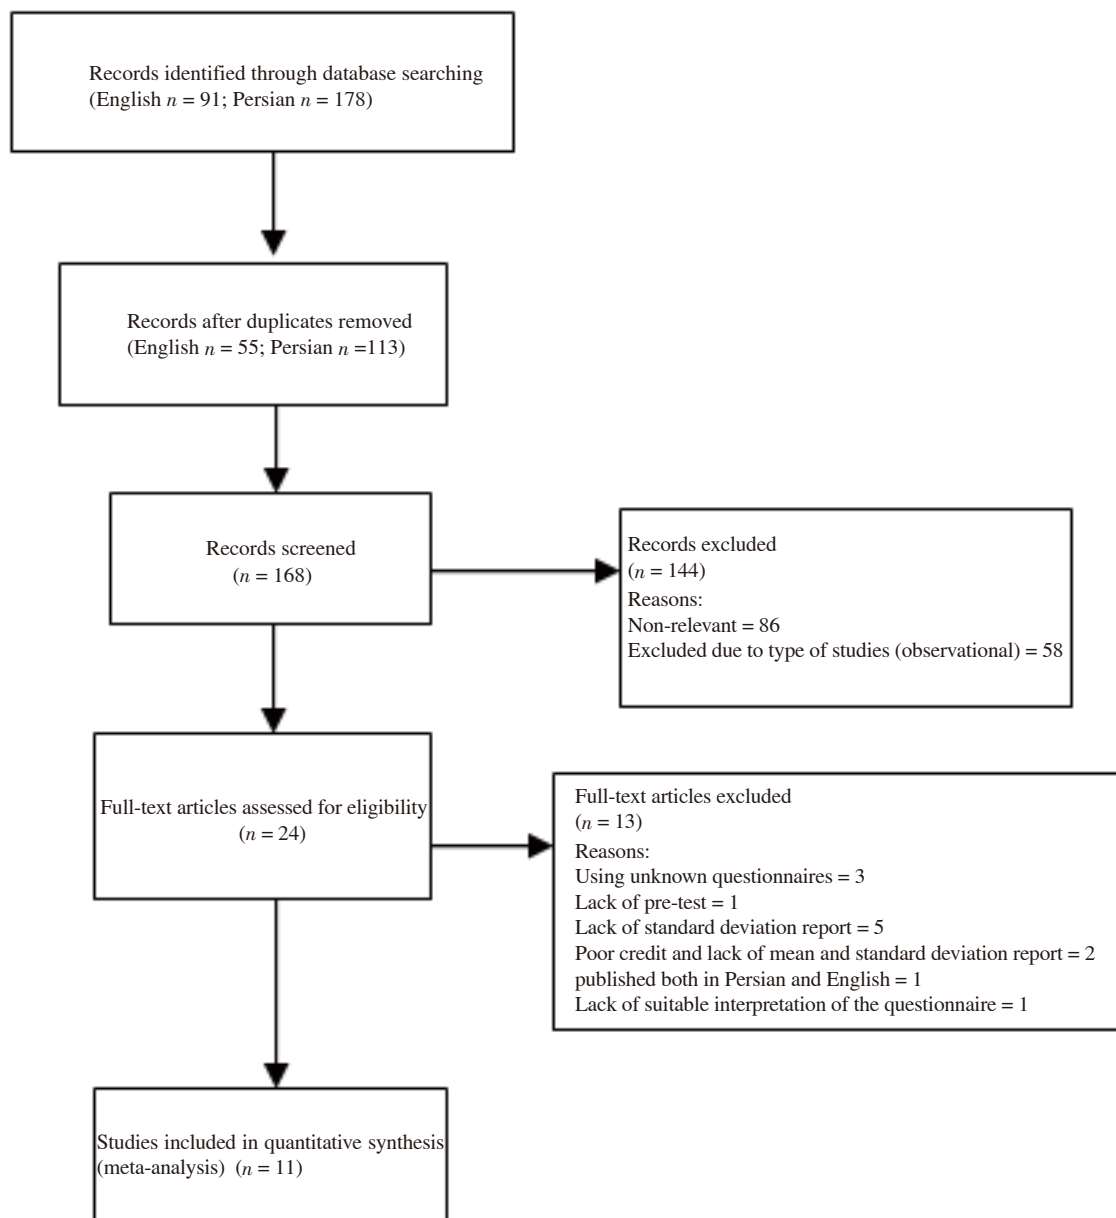 Records identified through database searching
(English n = 91; Persian n = 178)
Records after duplicates removed
(English n = 55; Persian n =113)
Records screened
(n = 168)
Records excluded
(n = 144)
Reasons:
Non-relevant = 86
Excluded due to type of studies (observational) = 58
Full-text articles assessed for eligibility
(n = 24)
Full-text articles excluded
(n = 13)
Reasons:
Using unknown questionnaires = 3
Lack of pre-test = 1
Lack of standard deviation report = 5
Poor credit and lack of mean and standard deviation report = 2
published both in Persian and English = 1
Lack of suitable interpretation of the questionnaire = 1
Studies included in quantitative synthesis
(meta-analysis) (n = 11)